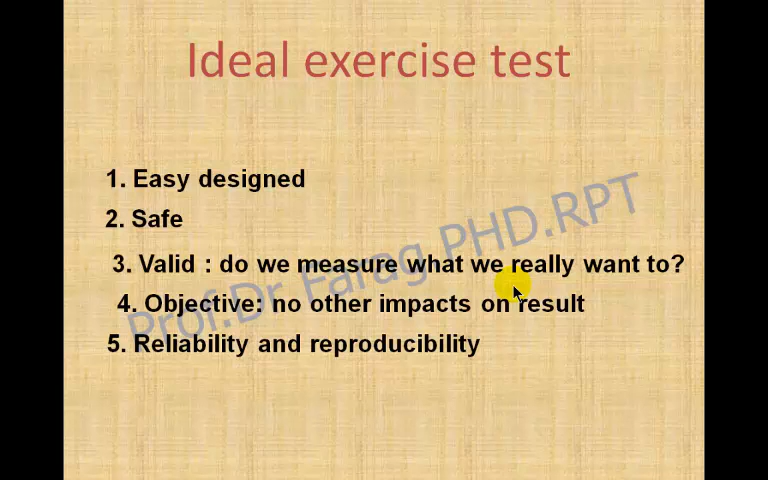 Ideal exercise test
1. Easy designed
2. Safe
3. Valid : do we measure what we really want to?
4. Objective: no other impacts on result
5. Reliability and reproducibility
Prof.Dr Farag PHD.RPT